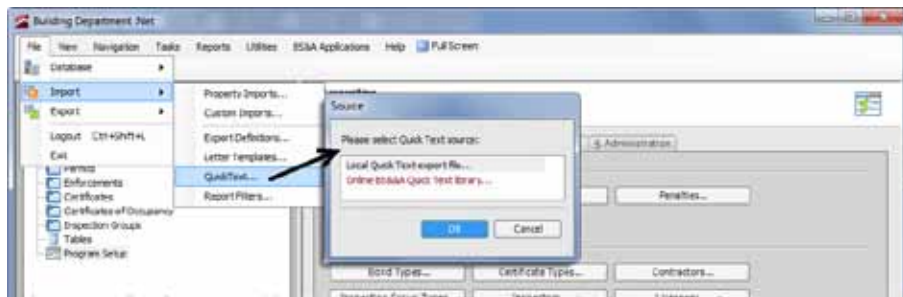 Building Department .Net
File View Navigation Tasks Reports Utilities BS&A Applications Help Full Screen
Database
Import
Export
Logout Ctrl+Shift+L
Exit
Property Imports...
Custom Imports...
Export Definitions...
Letter Templates...
QuickText...
Report Filters...
Source
Please select Quick Text source:
Local Quick Text export file...
Online BS&A Quick Text library...
OK Cancel
Permits
Enforcements
Certificates
Certificates of Occupancy
Inspection Groups
Tables
Program Setup
Administration
Penalties...
Bond Types... Certificate Types... Contractors...